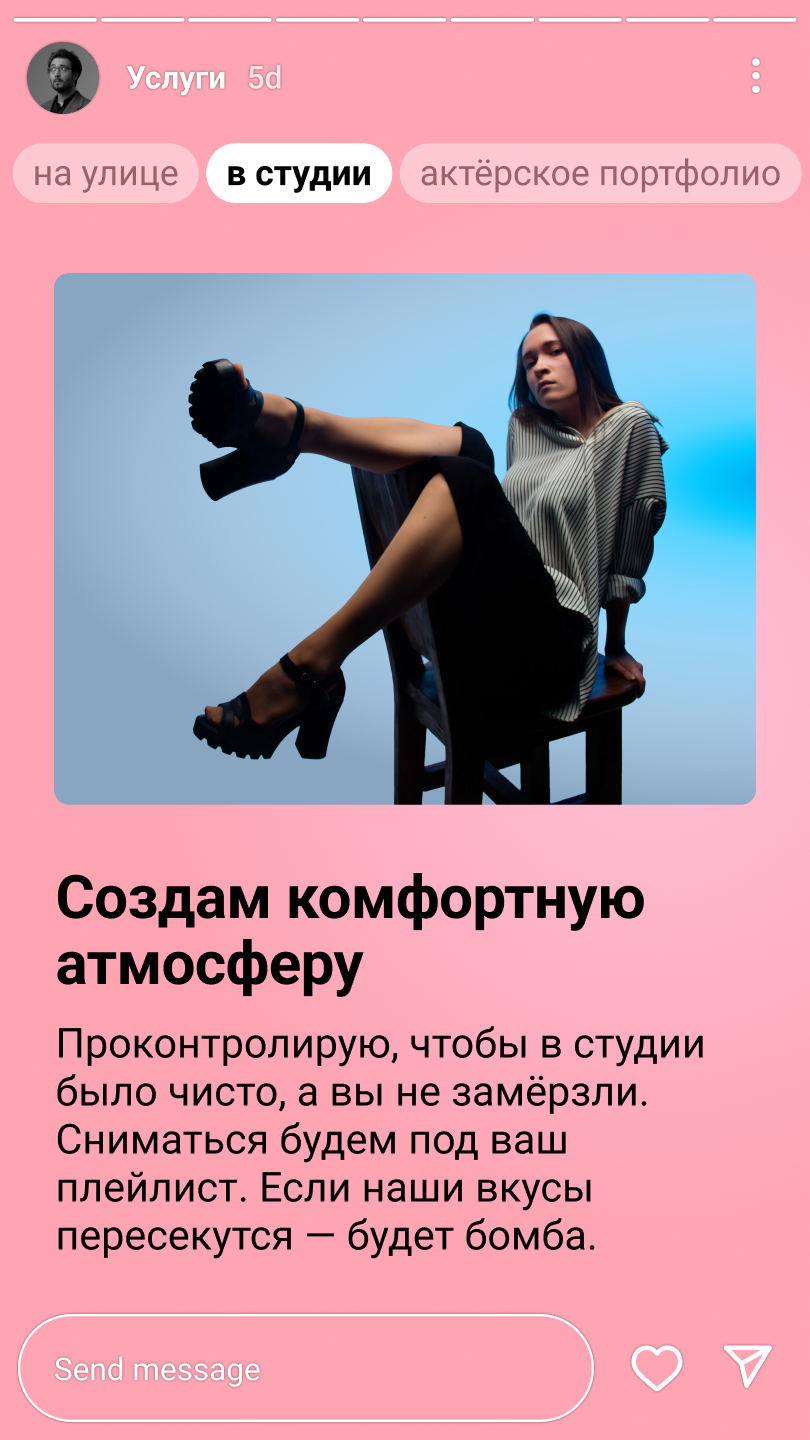 Услуги 5d
на улице в студии актёрское портфолио
Создам комфортную
атмосферу
Проконтролирую, чтобы в студии
было чисто, а вы не замёрзли.
Сниматься будем под ваш
плейлист. Если наши вкусы
пересекутся — будет бомба.
Send message